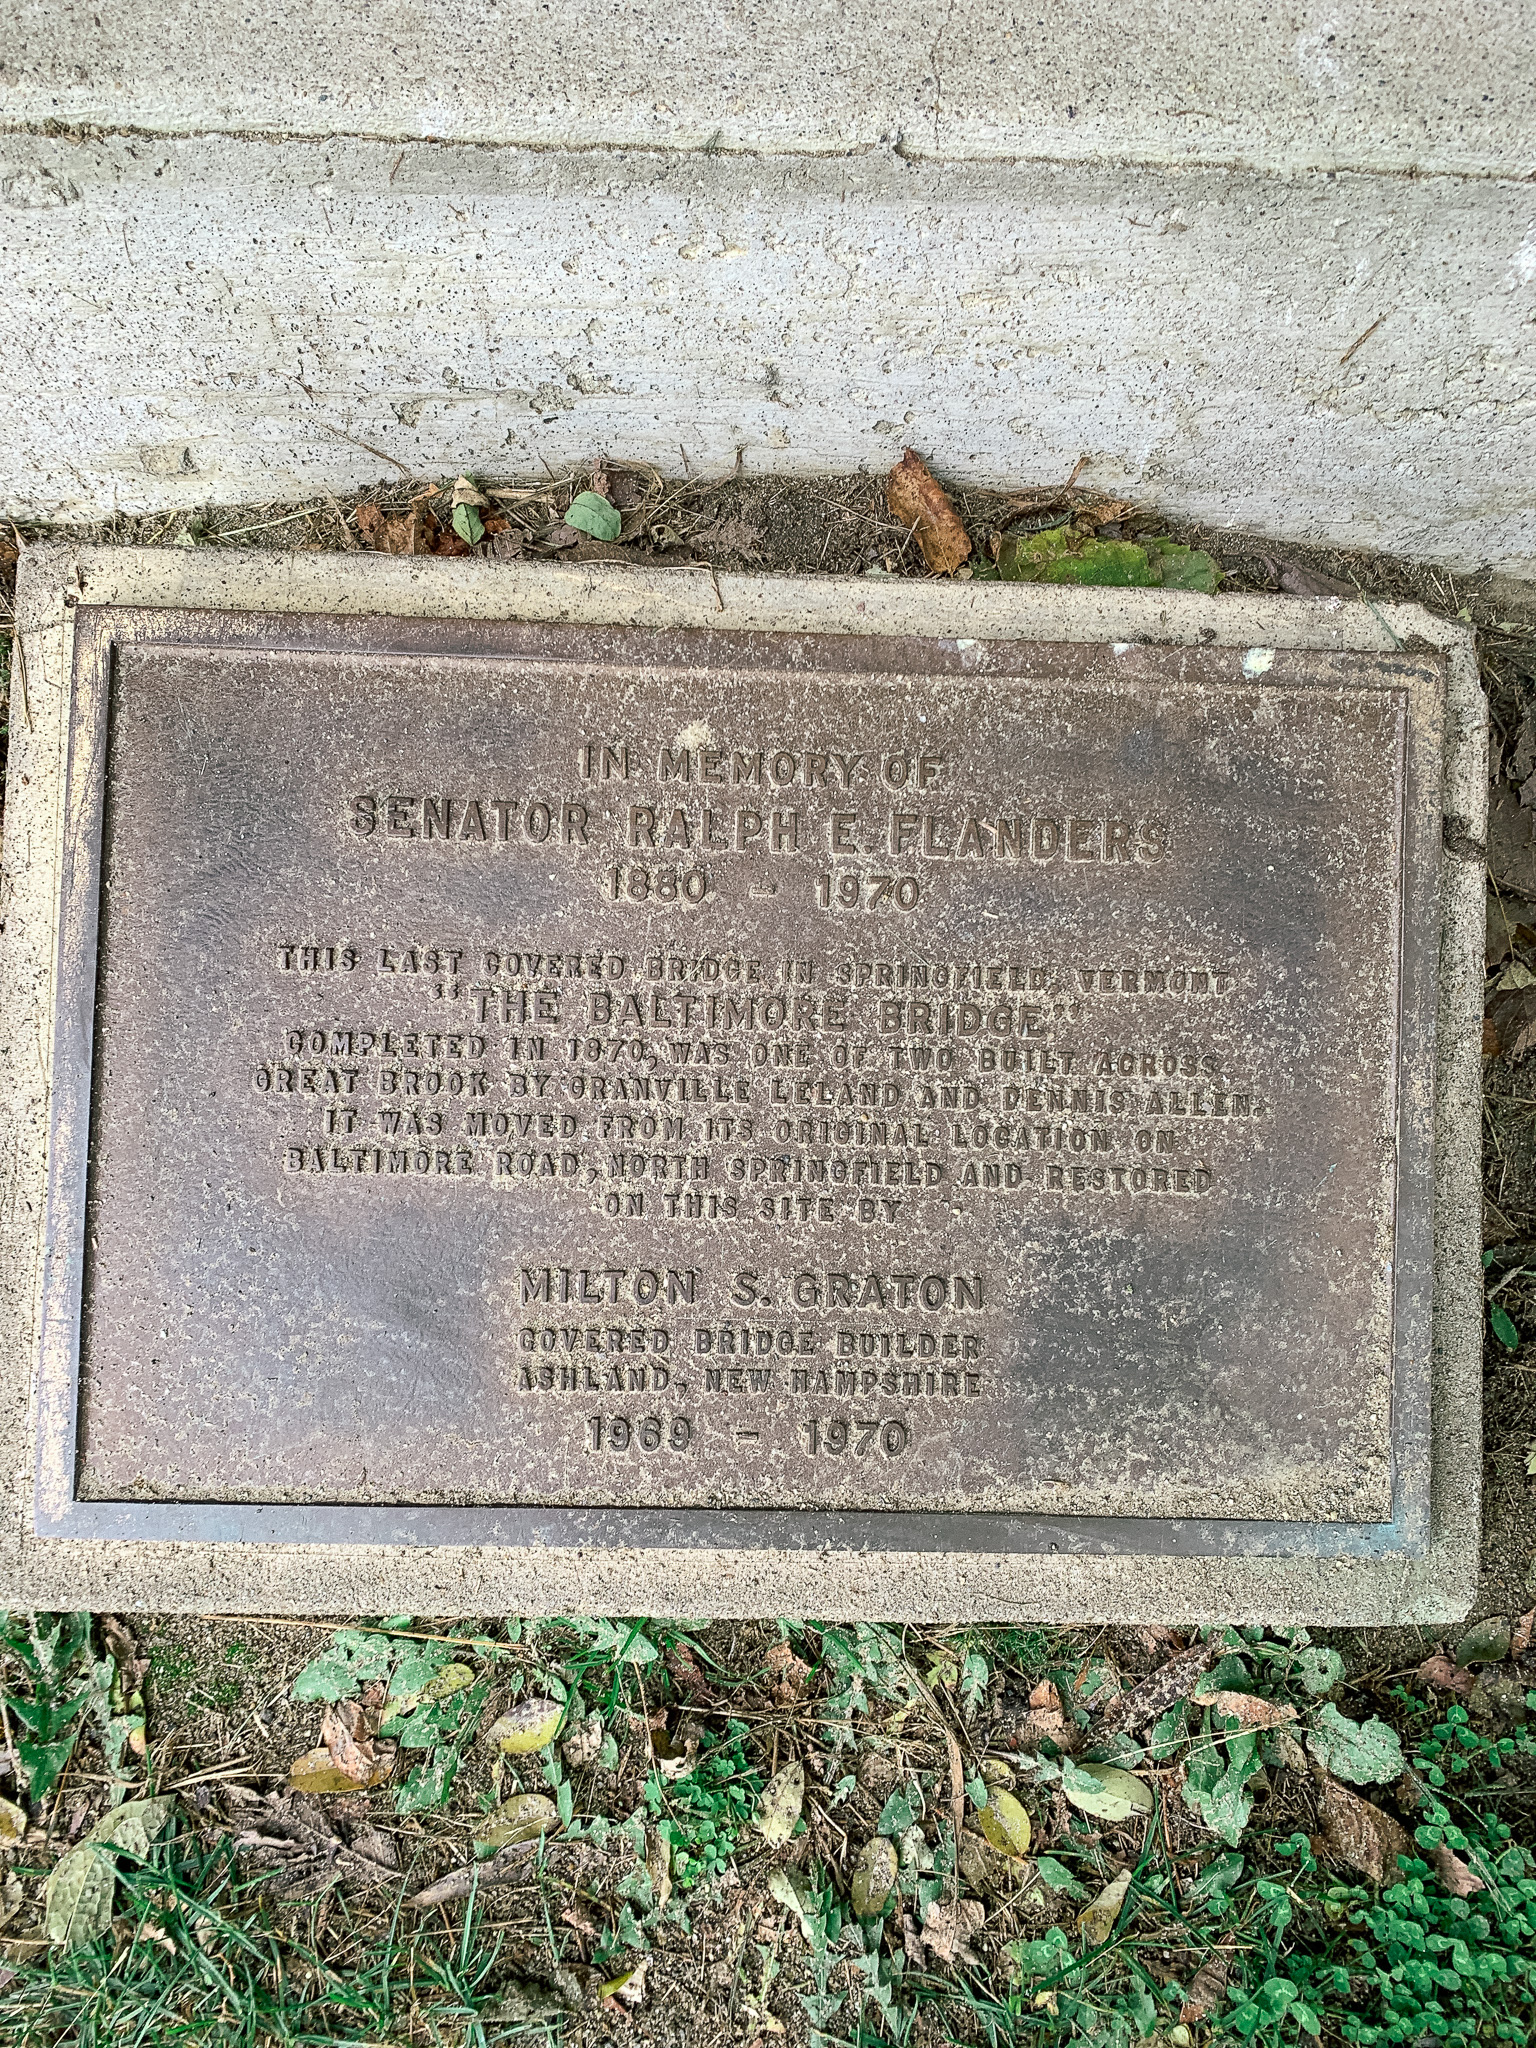 IN MEMORY OF
SENATOR RALPH E. FLANDERS
1880 - 1970
THIS LAST COVERED BRIDGE IN SPRINGFIELD, VERMONT
"THE BALTIMORE BRIDGE"
COMPLETED IN 1870, WAS ONE OF TWO BUILT ACROSS
GREAT BROOK BY GRANVILLE LELAND AND DENNIS ALLEN.
IT WAS MOVED FROM ITS ORIGINAL LOCATION ON
BALTIMORE ROAD, NORTH SPRINGFIELD AND RESTORED
ON THIS SITE BY
MILTON S. GRATON
COVERED BRIDGE BUILDER
ASHLAND, NEW HAMPSHIRE
1969 - 1970